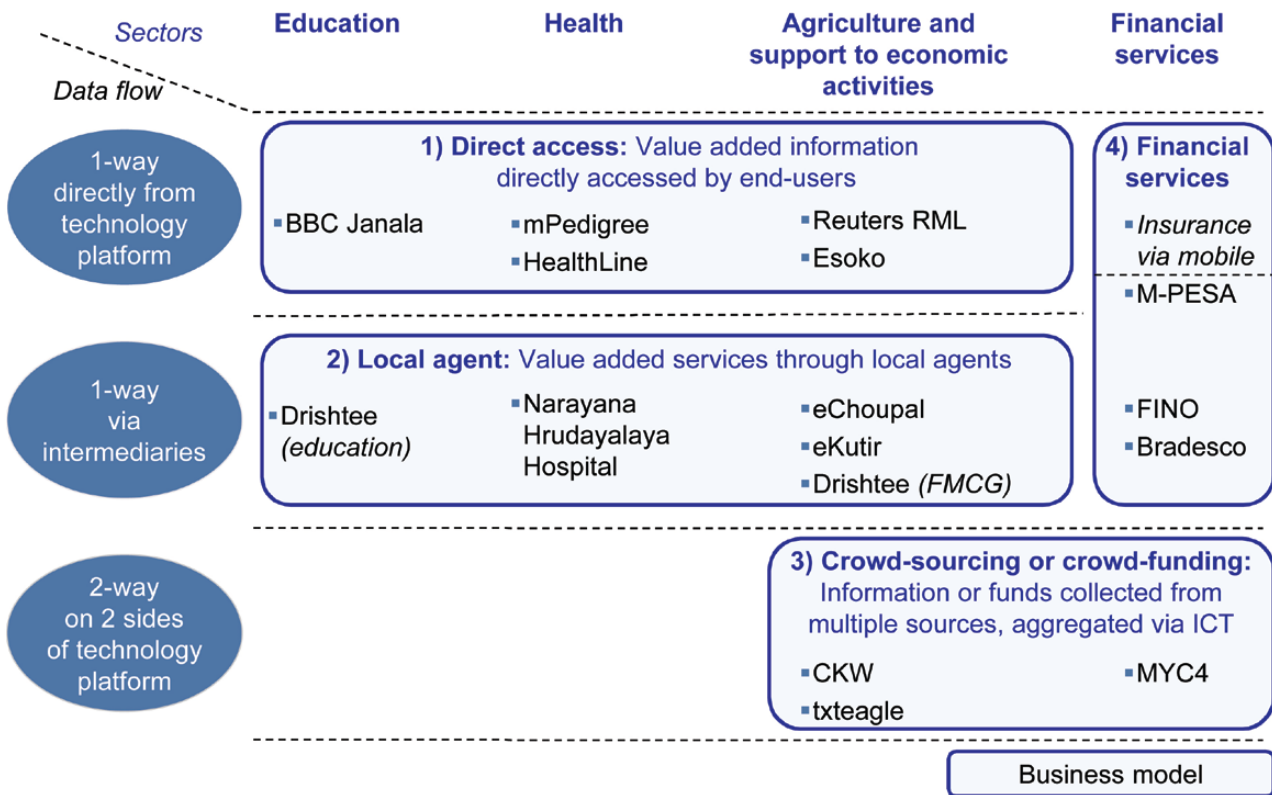 Sectors
Data flow
Education
Health
Agriculture and
support to economic
activities
Financial
services
1-way
directly from
technology
platform
1) Direct access: Value added information
directly accessed by end-users
▪BBC Janala
▪mPedigree
▪HealthLine
▪Reuters RML
▪Esoko
4) Financial
services
▪Insurance
via mobile
▪M-PESA
▪FINO
▪Bradesco
1-way
via
intermediaries
2) Local agent: Value added services through local agents
▪Drishtee
(education)
▪Narayana
Hrudayalaya
Hospital
▪eChoupal
▪eKutir
▪Drishtee (FMCG)
2-way
on 2 sides
of technology
platform
3) Crowd-sourcing or crowd-funding:
Information or funds collected from
multiple sources, aggregated via ICT
▪CKW
▪txteagle
▪MYC4
Business model